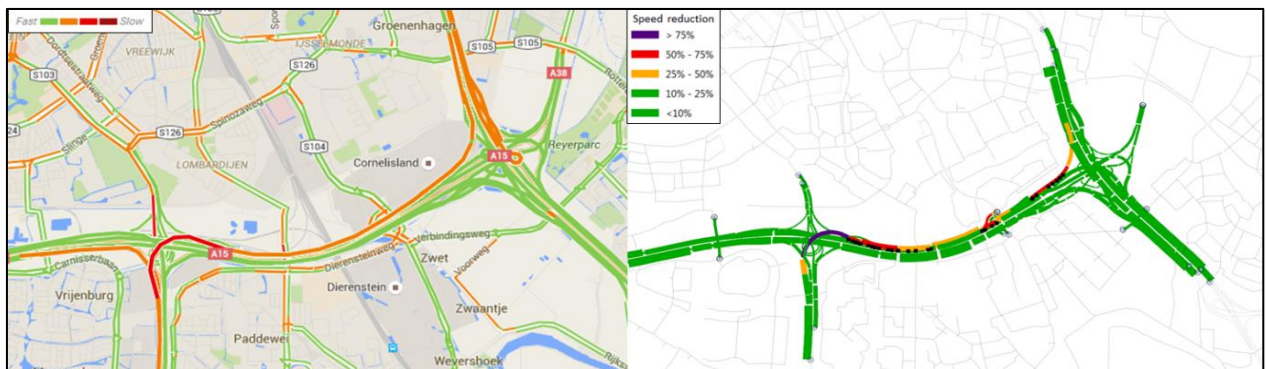 Fast
Slow
Groenenhagen
VREEWIJK
IJSSELMONDE
S105
S105
A38
S103
Dordtsestraatweg
S126
Spinozaweg
S126
Slinge
S104
LOMBARDIJEN
Cornelisland
A15
Reyerparc
A15
Dierensteinweg
Verbindingsweg
Carnisserbaan
Zwet
Voorweg
Vrijenburg
Dierenstein
Zwaantje
Paddewei
Wevershoek
Speed reduction
> 75%
50% - 75%
25% - 50%
10% - 25%
<10%